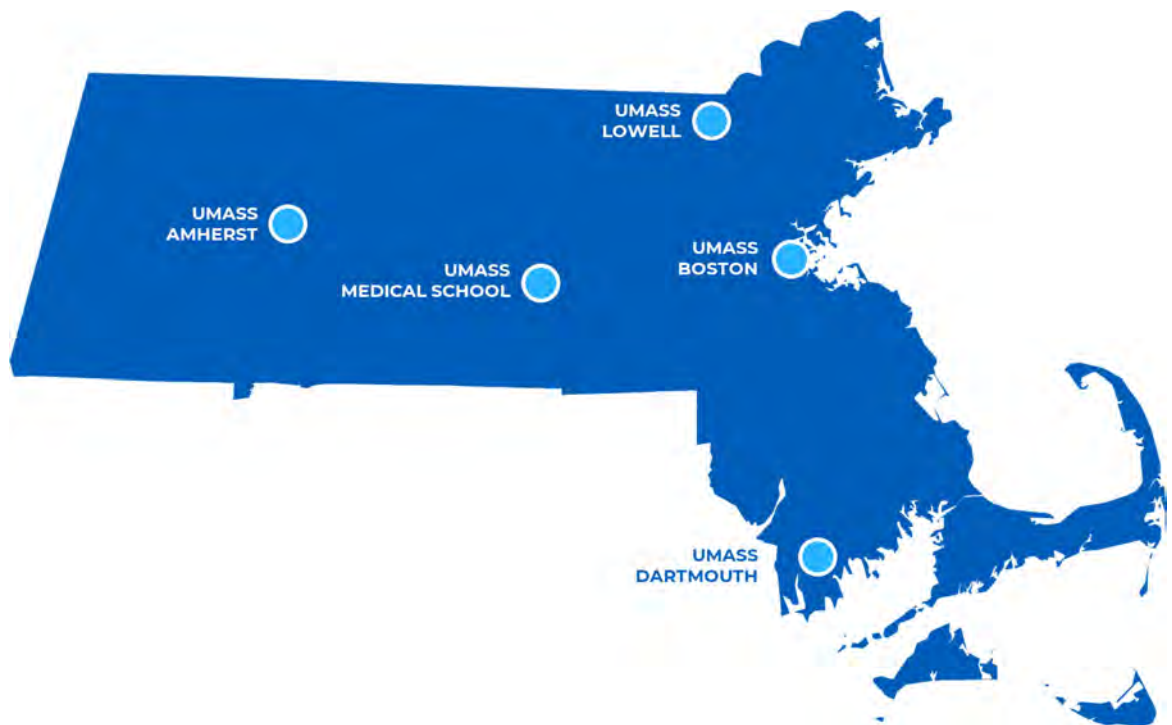 UMASS
LOWELL
UMASS
AMHERST
UMASS
BOSTON
UMASS
MEDICAL SCHOOL
UMASS
DARTMOUTH